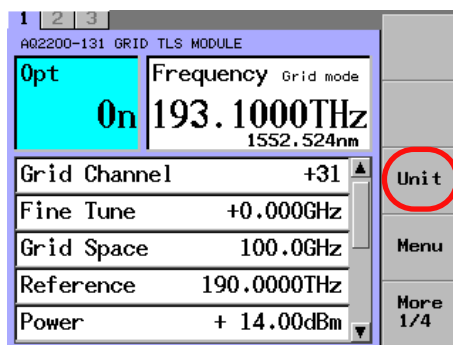 1 2 3
AQ2200-131 GRID TLS MODULE
Opt
On
Frequency Grid mode
193.1000THz
1552.524nm
Grid Channel +31
Fine Tune +0.000GHz
Grid Space 100.0GHz
Reference 190.0000THz
Power + 14.00dBm
Unit
Menu
More
1/4